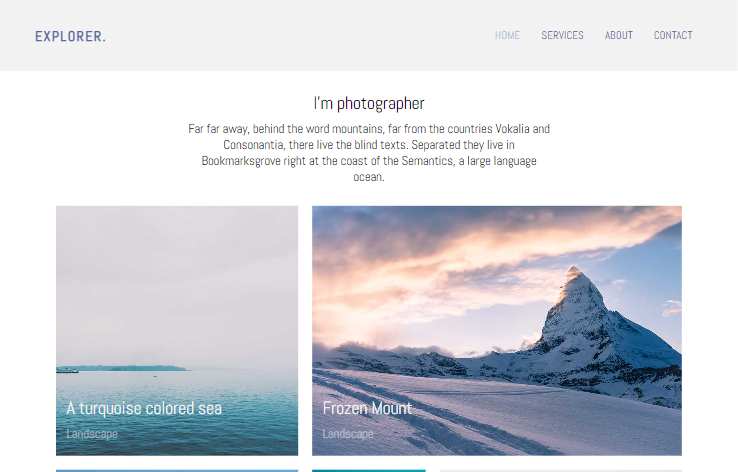 EXPLORER.
HOME SERVICES ABOUT CONTACT
I'm photographer
Far far away, behind the word mountains, far from the countries Vokalia and
Consonantia, there live the blind texts. Separated they live in
Bookmarksgrove right at the coast of the Semantics, a large language
ocean.
A turquoise colored sea
Landscape
Frozen Mount
Landscape